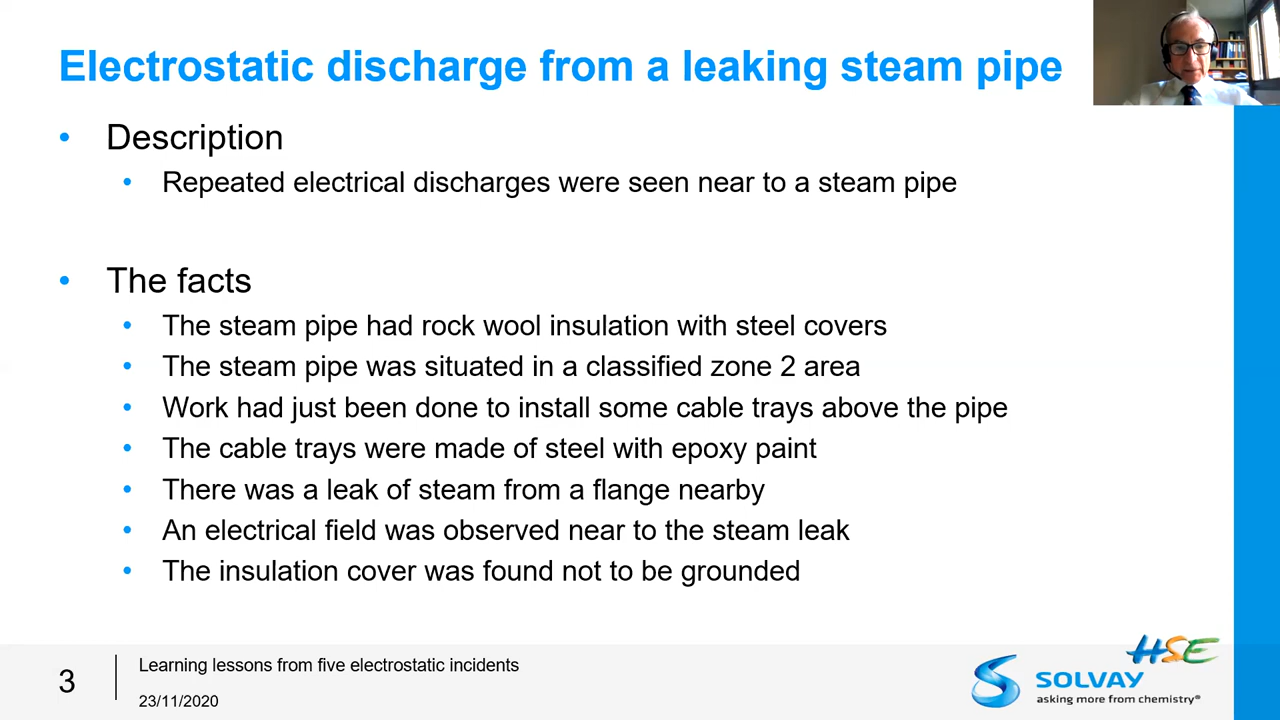 Electrostatic discharge from a leaking steam pipe
• Description
• Repeated electrical discharges were seen near to a steam pipe
• The facts
• The steam pipe had rock wool insulation with steel covers
• The steam pipe was situated in a classified zone 2 area
• Work had just been done to install some cable trays above the pipe
• The cable trays were made of steel with epoxy paint
• There was a leak of steam from a flange nearby
• An electrical field was observed near to the steam leak
• The insulation cover was found not to be grounded
3
Learning lessons from five electrostatic incidents
23/11/2020
HSE
SOLVAY
asking more from chemistry®